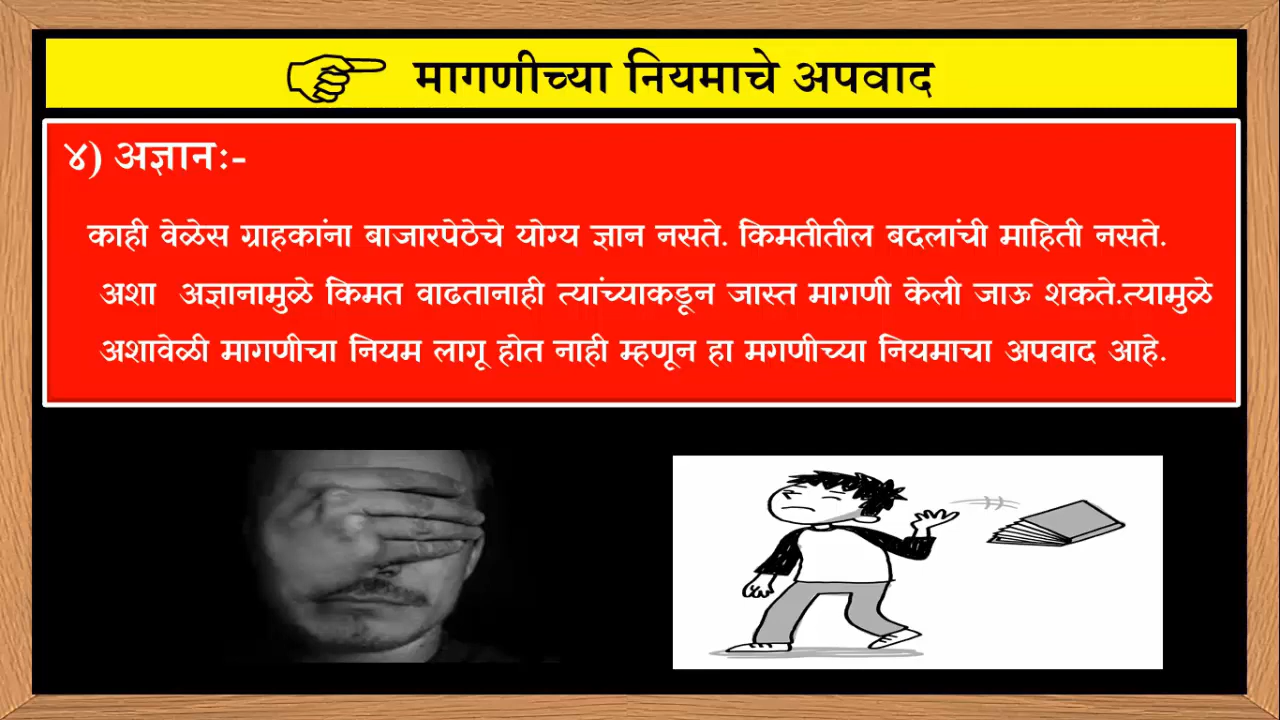 मागणीच्या नियमाचे अपवाद
४) अज्ञान:-
काही वेळेस ग्राहकांना बाजारपेठेचे योग्य ज्ञान नसते. किमतीतील बदलांची माहिती नसते.
अशा अज्ञानामुळे किमत वाढतानाही त्यांच्याकडून जास्त मागणी केली जाऊ शकते.त्यामुळे
अशावेळी मागणीचा नियम लागू होत नाही म्हणून हा मगणीच्या नियमाचा अपवाद आहे.